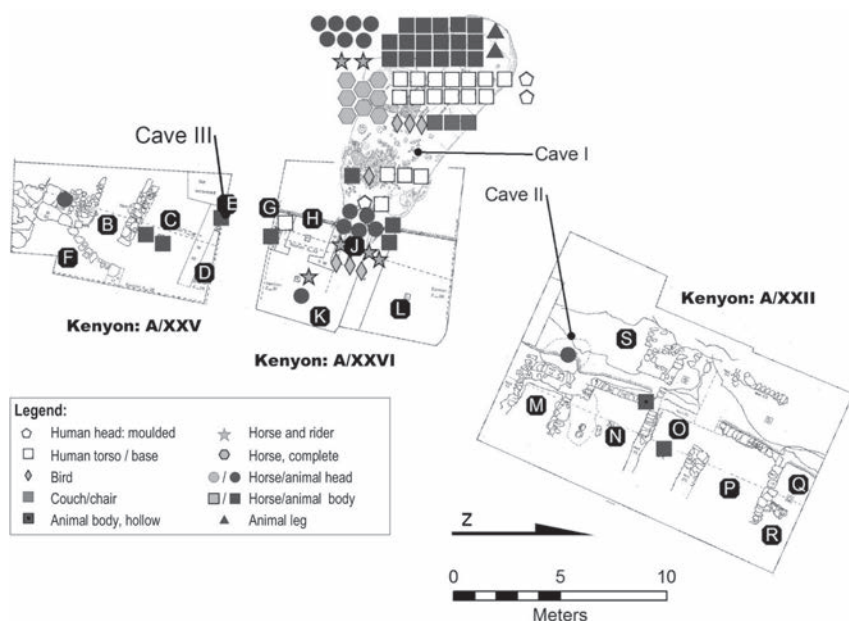 Cave III
Cave I
Cave II
E
G
B
C
H
J
F
D
K
L
Kenyon: A/XXV
Kenyon: A/XXVI
Kenyon: A/XXII
S
M
N
O
P
Q
R
Legend:
Human head: moulded
Human torso / base
Bird
Couch/chair
Animal body, hollow
Horse and rider
Horse, complete
/ Horse/animal head
/ Horse/animal body
Animal leg
Z
0 5 10
Meters